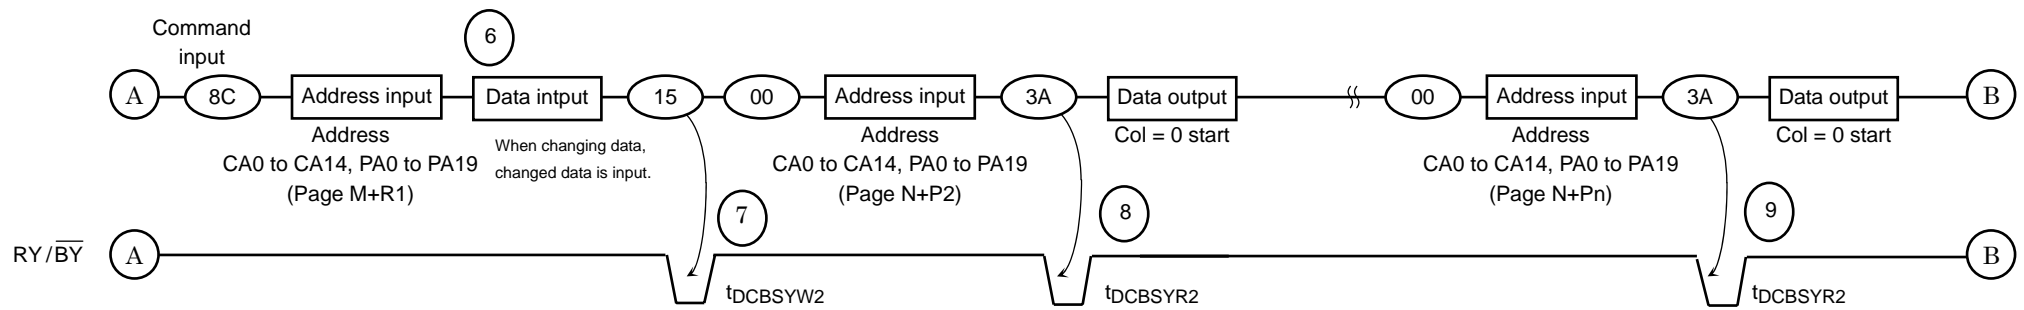 Command
input
6
A 8C Address input Data intput 15 00 Address input 3A Data output 00 Address input 3A Data output B
Address
CA0 to CA14, PA0 to PA19
(Page M+R1)
When changing data,
changed data is input.
Address
CA0 to CA14, PA0 to PA19
(Page N+P2)
Col = 0 start
Address
CA0 to CA14, PA0 to PA19
(Page N+Pn)
Col = 0 start
7
8
9
RY/BY A B
tDCBSYW2
tDCBSYR2
tDCBSYR2